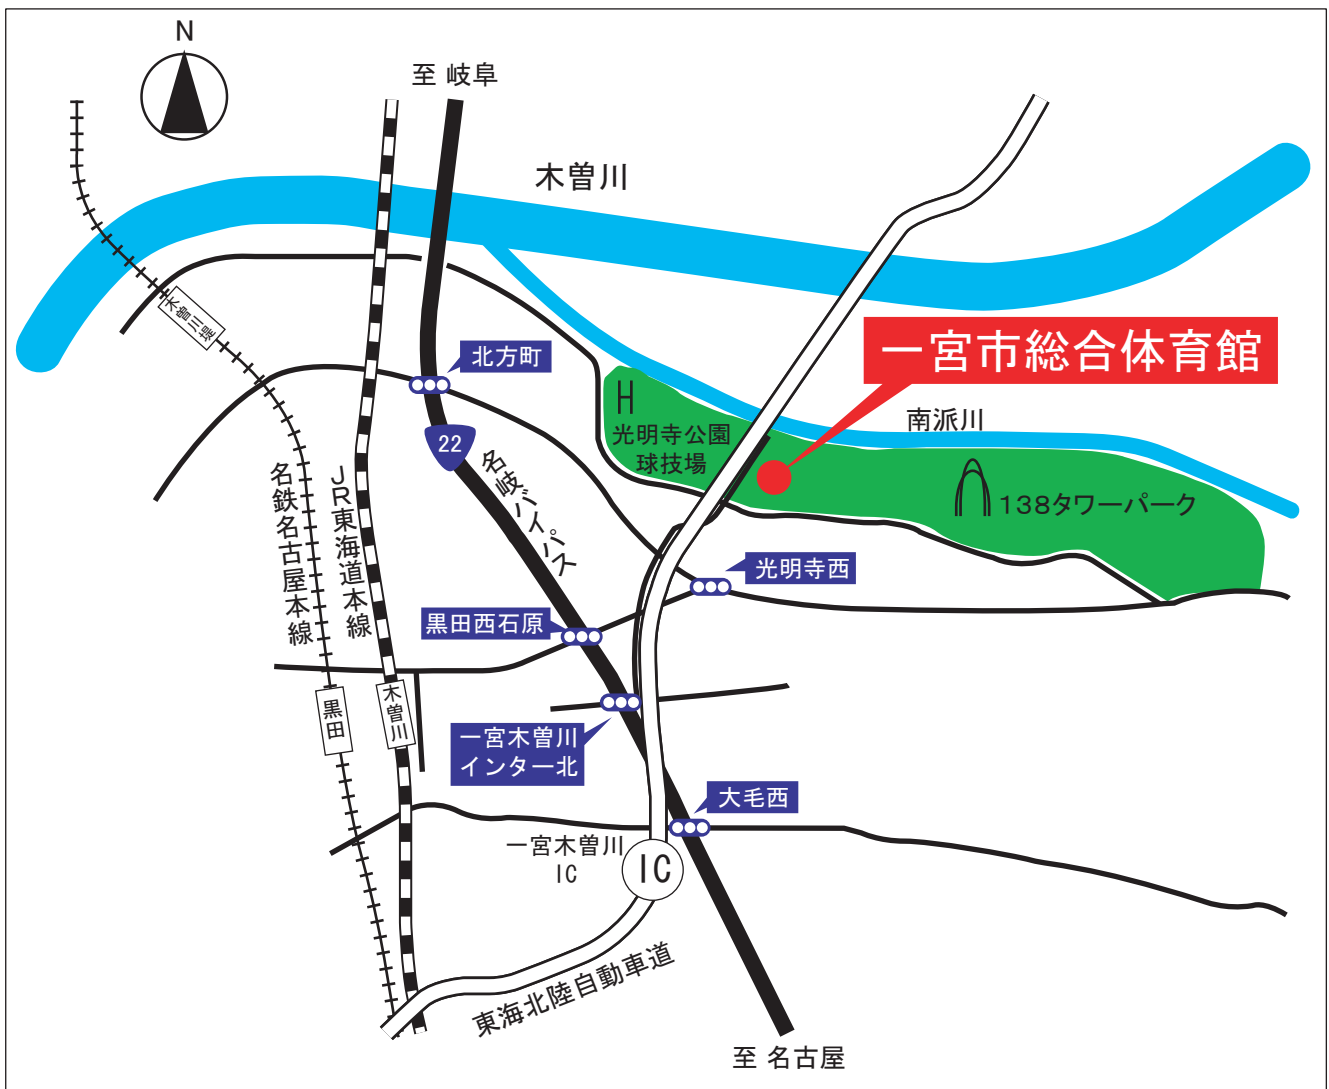 N
至 岐阜
木曽川
木曽川堤
一宮市総合体育館
北方町
H
光明寺公園
球技場
南派川
22
名岐バイパス
138タワーパーク
名鉄名古屋本線
JR東海道本線
光明寺西
黒田西石原
黒田
木曽川
一宮木曽川
インター北
大毛西
一宮木曽川
IC
IC
東海北陸自動車道
至 名古屋